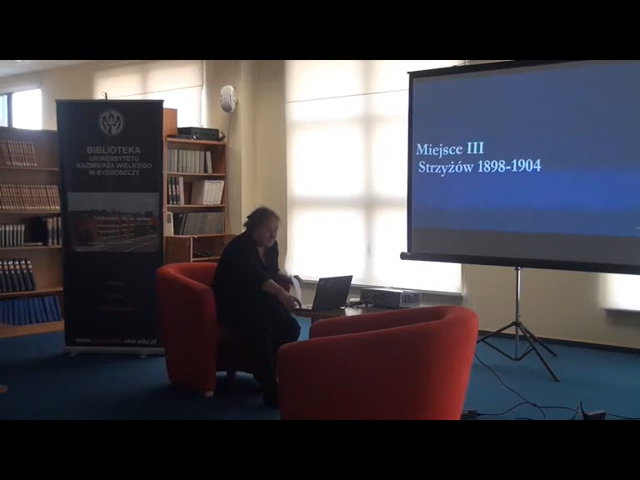 BIBLIOTEKA
UNIWERSYTETU
KAZIMIERZA WIELKIEGO
W BYDGOSZCZY
Miejsce III
Strzyżów 1898-1904